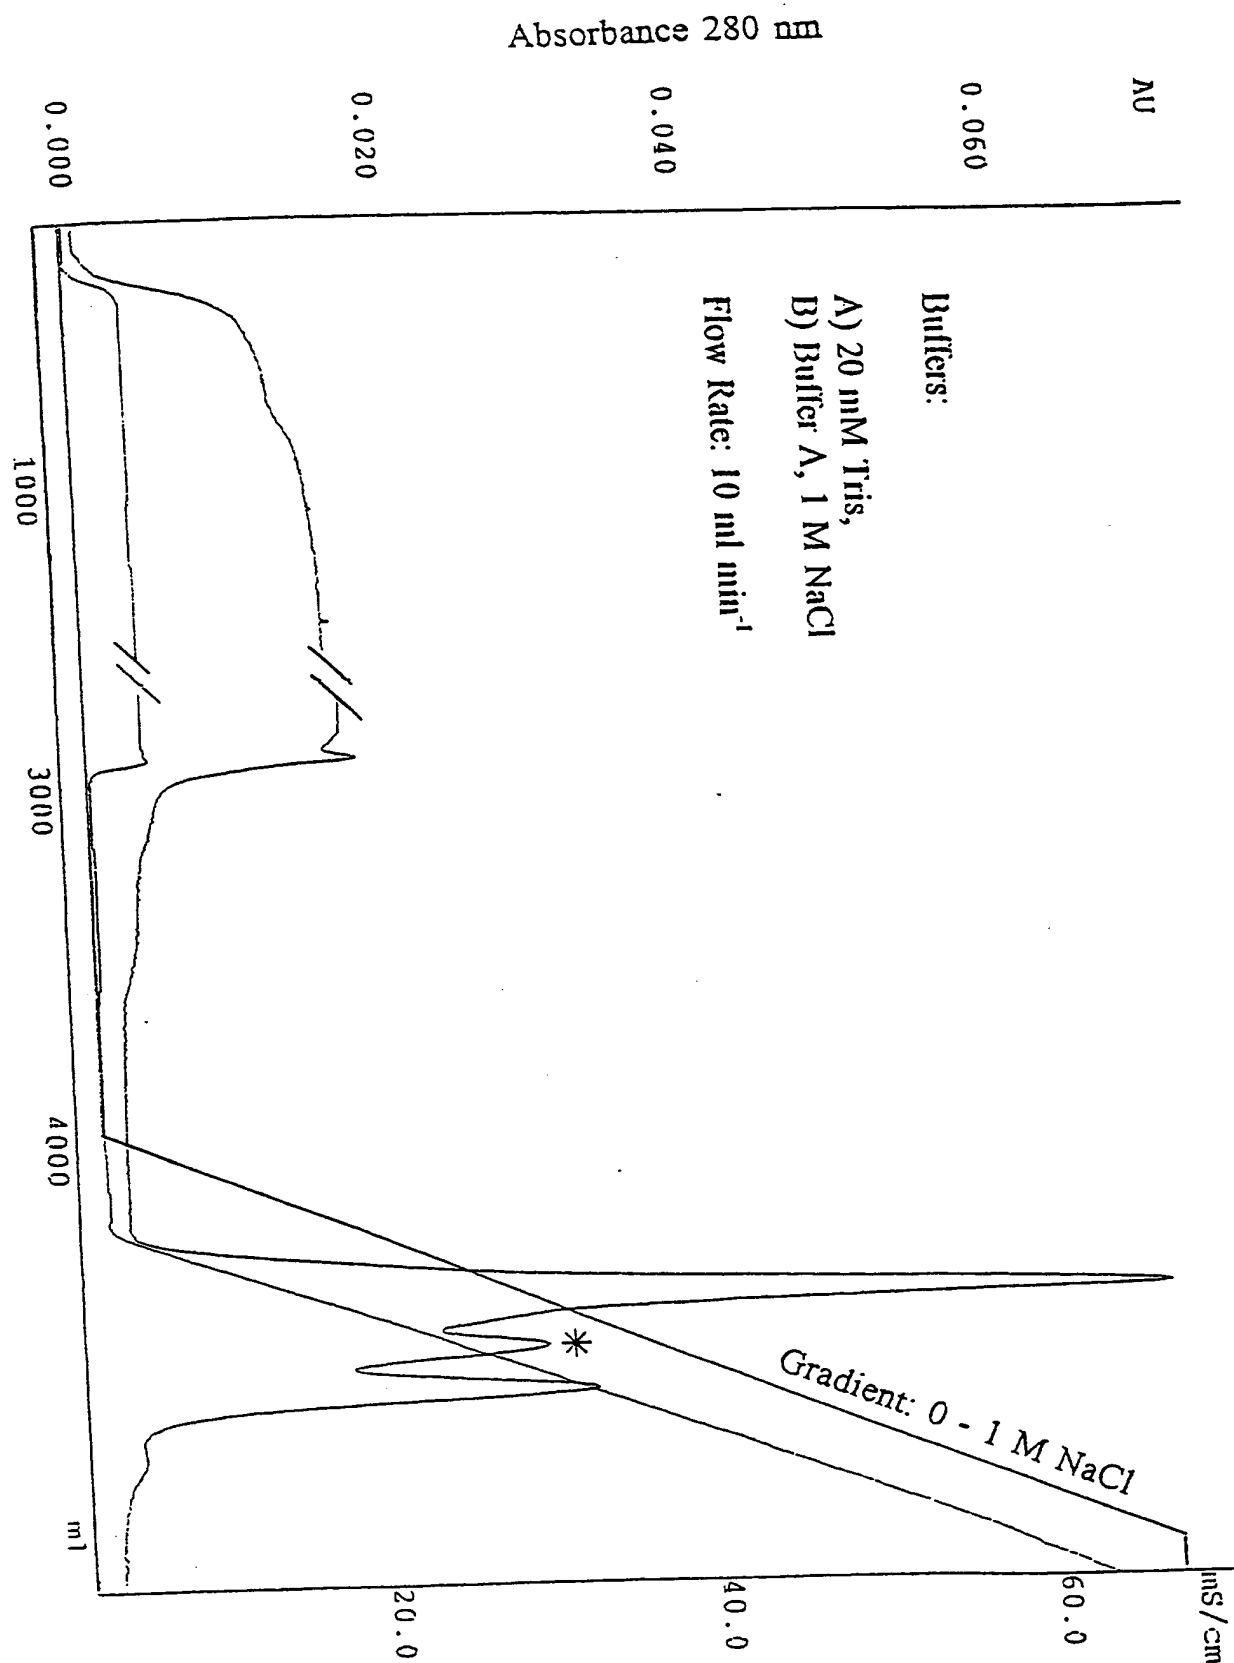 Absorbance 280 nm
AU
0.060
0.040
0.020
0.000
Buffers:
A) 20 mM Tris,
B) Buffer A, 1 M NaCl
Flow Rate: 10 ml min⁻¹
1000
3000
4000
ml
*
Gradient: 0 - 1 M NaCl
mS/cm
60.0
40.0
20.0